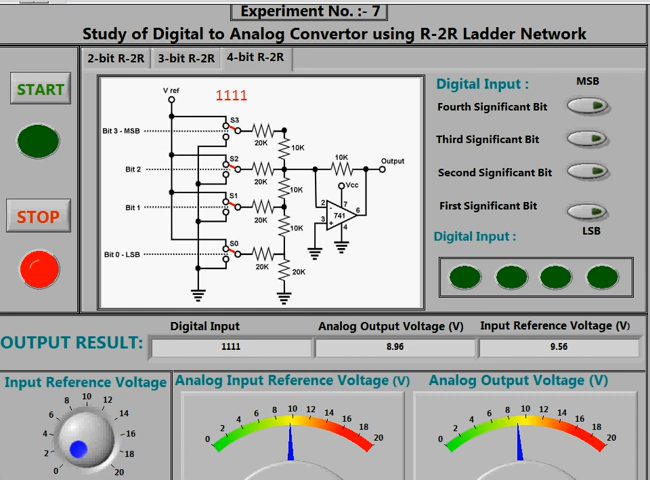 Experiment No. :- 7
Study of Digital to Analog Convertor using R-2R Ladder Network
2-bit R-2R 3-bit R-2R 4-bit R-2R
START
STOP
V ref
1111
Bit 3 - MSB
S3
20K
10K
Bit 2
S2
20K
10K
Bit 1
S1
20K
10K
Bit 0 - LSB
S0
20K
20K
10K
Output
Vcc
2
-
7
741
6
3
+
4
Digital Input :
MSB
Fourth Significant Bit
Third Significant Bit
Second Significant Bit
First Significant Bit
LSB
Digital Input :
OUTPUT RESULT:
Digital Input Analog Output Voltage (V) Input Reference Voltage (V)
1111 8.96 9.56
Input Reference Voltage
0 2 4 6 8 10 12 14 16 18 20
Analog Input Reference Voltage (V)
0 2 4 6 8 10 12 14 16 18 20
Analog Output Voltage (V)
0 2 4 6 8 10 12 14 16 18 20